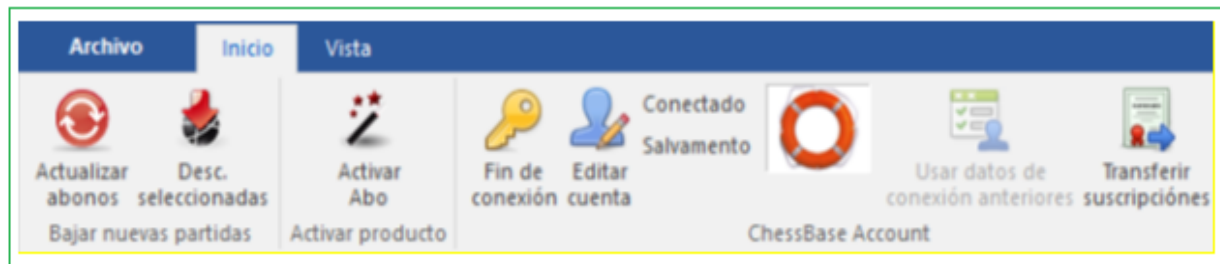 Archivo Inicio Vista
Actualizar abonos
Desc. seleccionadas
Bajar nuevas partidas
Activar Abo
Activar producto
Fin de conexión
Editar cuenta
Conectado
Salvamento
Usar datos de conexión anteriores
Transferir suscripciónes
ChessBase Account